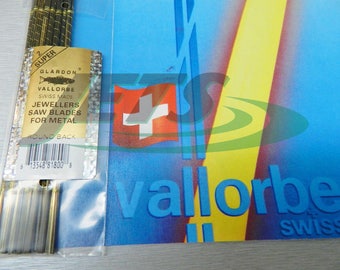 SUPER
GLARDON
VALLORBE
SWISS MADE
JEWELLERS
SAW BLADES
FOR METAL
ROUND BACK
vallorbe
SWISS